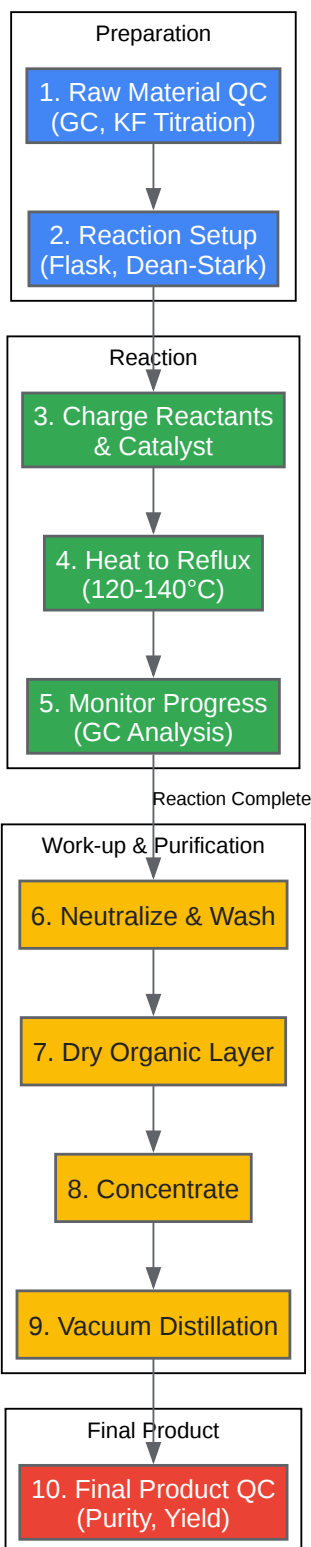 Preparation
1. Raw Material QC
(GC, KF Titration)
2. Reaction Setup
(Flask, Dean-Stark)
Reaction
3. Charge Reactants
& Catalyst
4. Heat to Reflux
(120-140°C)
5. Monitor Progress
(GC Analysis)
Reaction Complete
Work-up & Purification
6. Neutralize & Wash
7. Dry Organic Layer
8. Concentrate
9. Vacuum Distillation
Final Product
10. Final Product QC
(Purity, Yield)